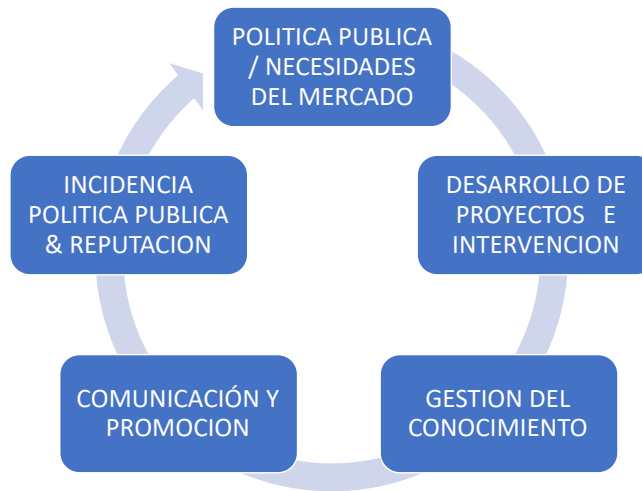 POLITICA PUBLICA
/ NECESIDADES
DEL MERCADO
DESARROLLO DE
PROYECTOS E
INTERVENCION
GESTION DEL
CONOCIMIENTO
COMUNICACIÓN Y
PROMOCION
INCIDENCIA
POLITICA PUBLICA
& REPUTACION